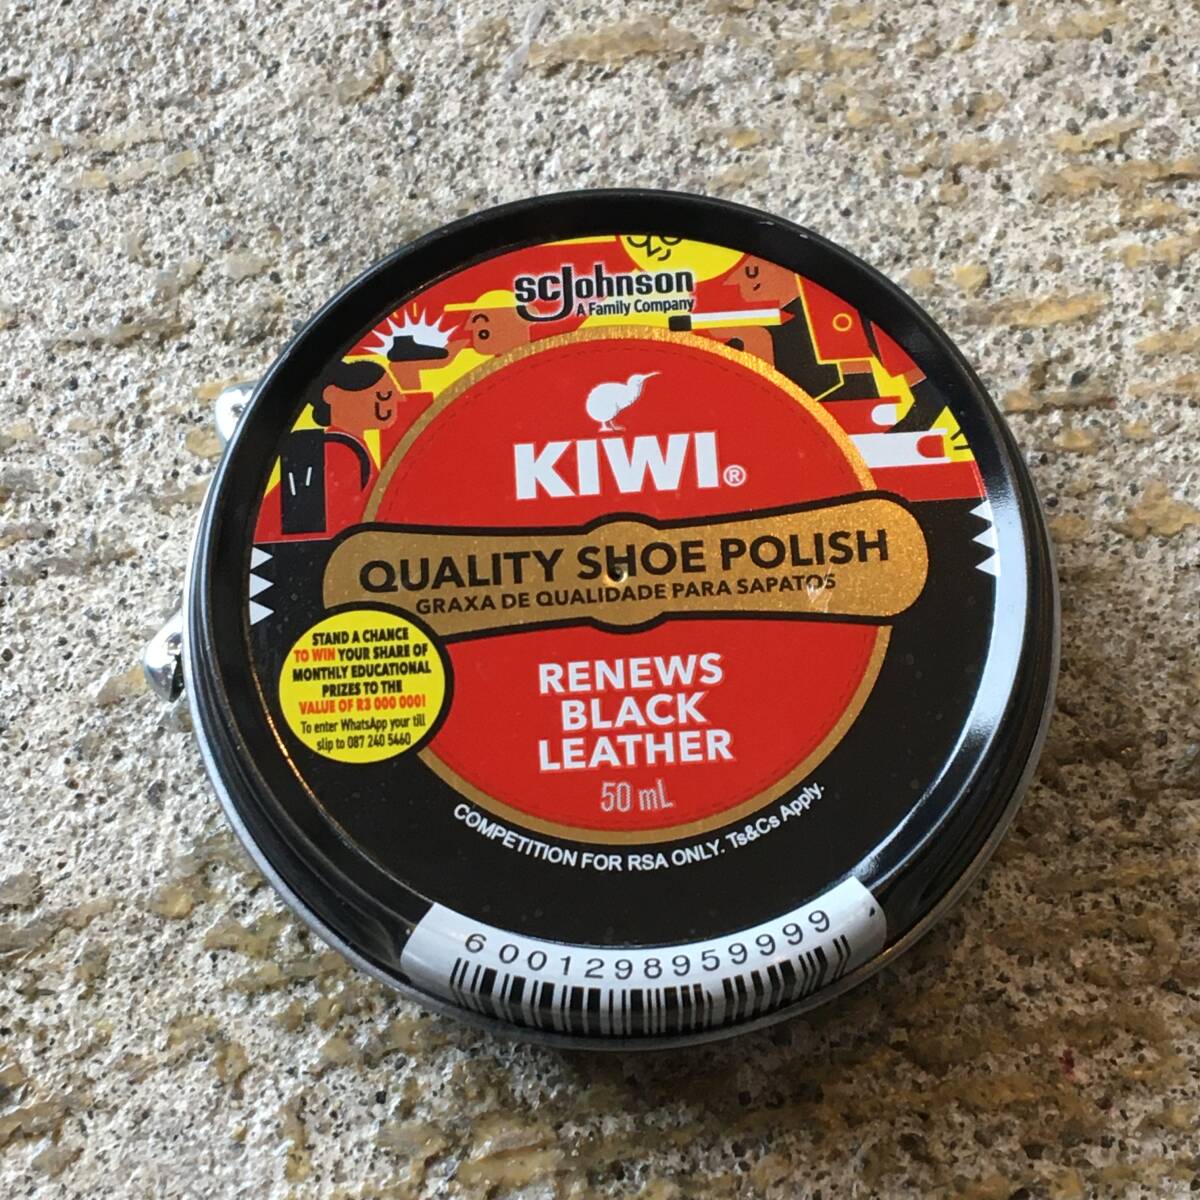 scJohnson
A Family Company
KIWI®
QUALITY SHOE POLISH
GRAXA DE QUALIDADE PARA SAPATOS
STAND A CHANCE
TO WIN YOUR SHARE OF
MONTHLY EDUCATIONAL
PRIZES TO THE
VALUE OF R3 000 000!
To enter WhatsApp your till
slip to 087 240 5460
RENEWS
BLACK
LEATHER
50 mL
COMPETITION FOR RSA ONLY. Ts&Cs Apply.
6001298959999